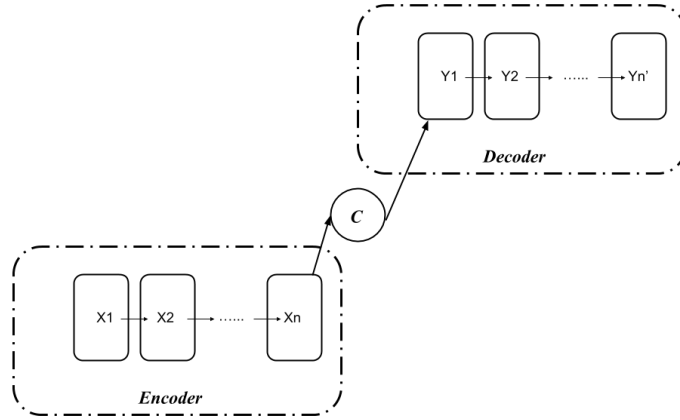 Y1 Y2 ...... Yn'
Decoder
C
X1 X2 ...... Xn
Encoder